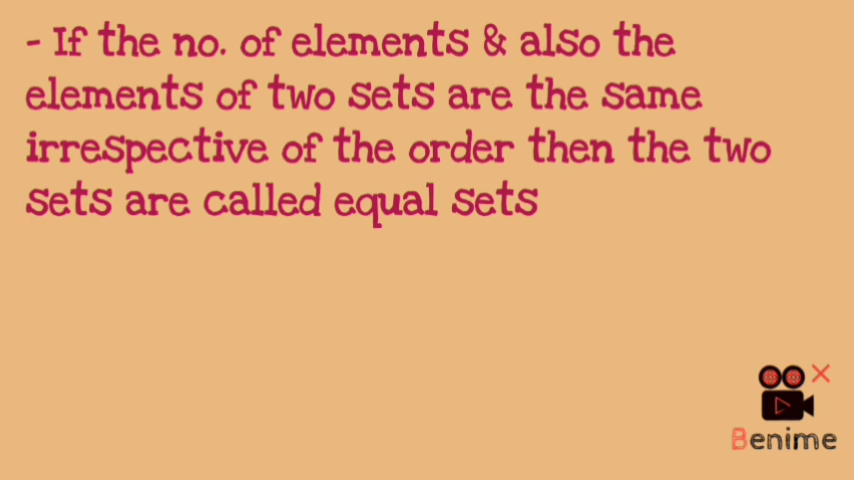 - If the no. of elements & also the
elements of two sets are the same
irrespective of the order then the two
sets are called equal sets
Benime